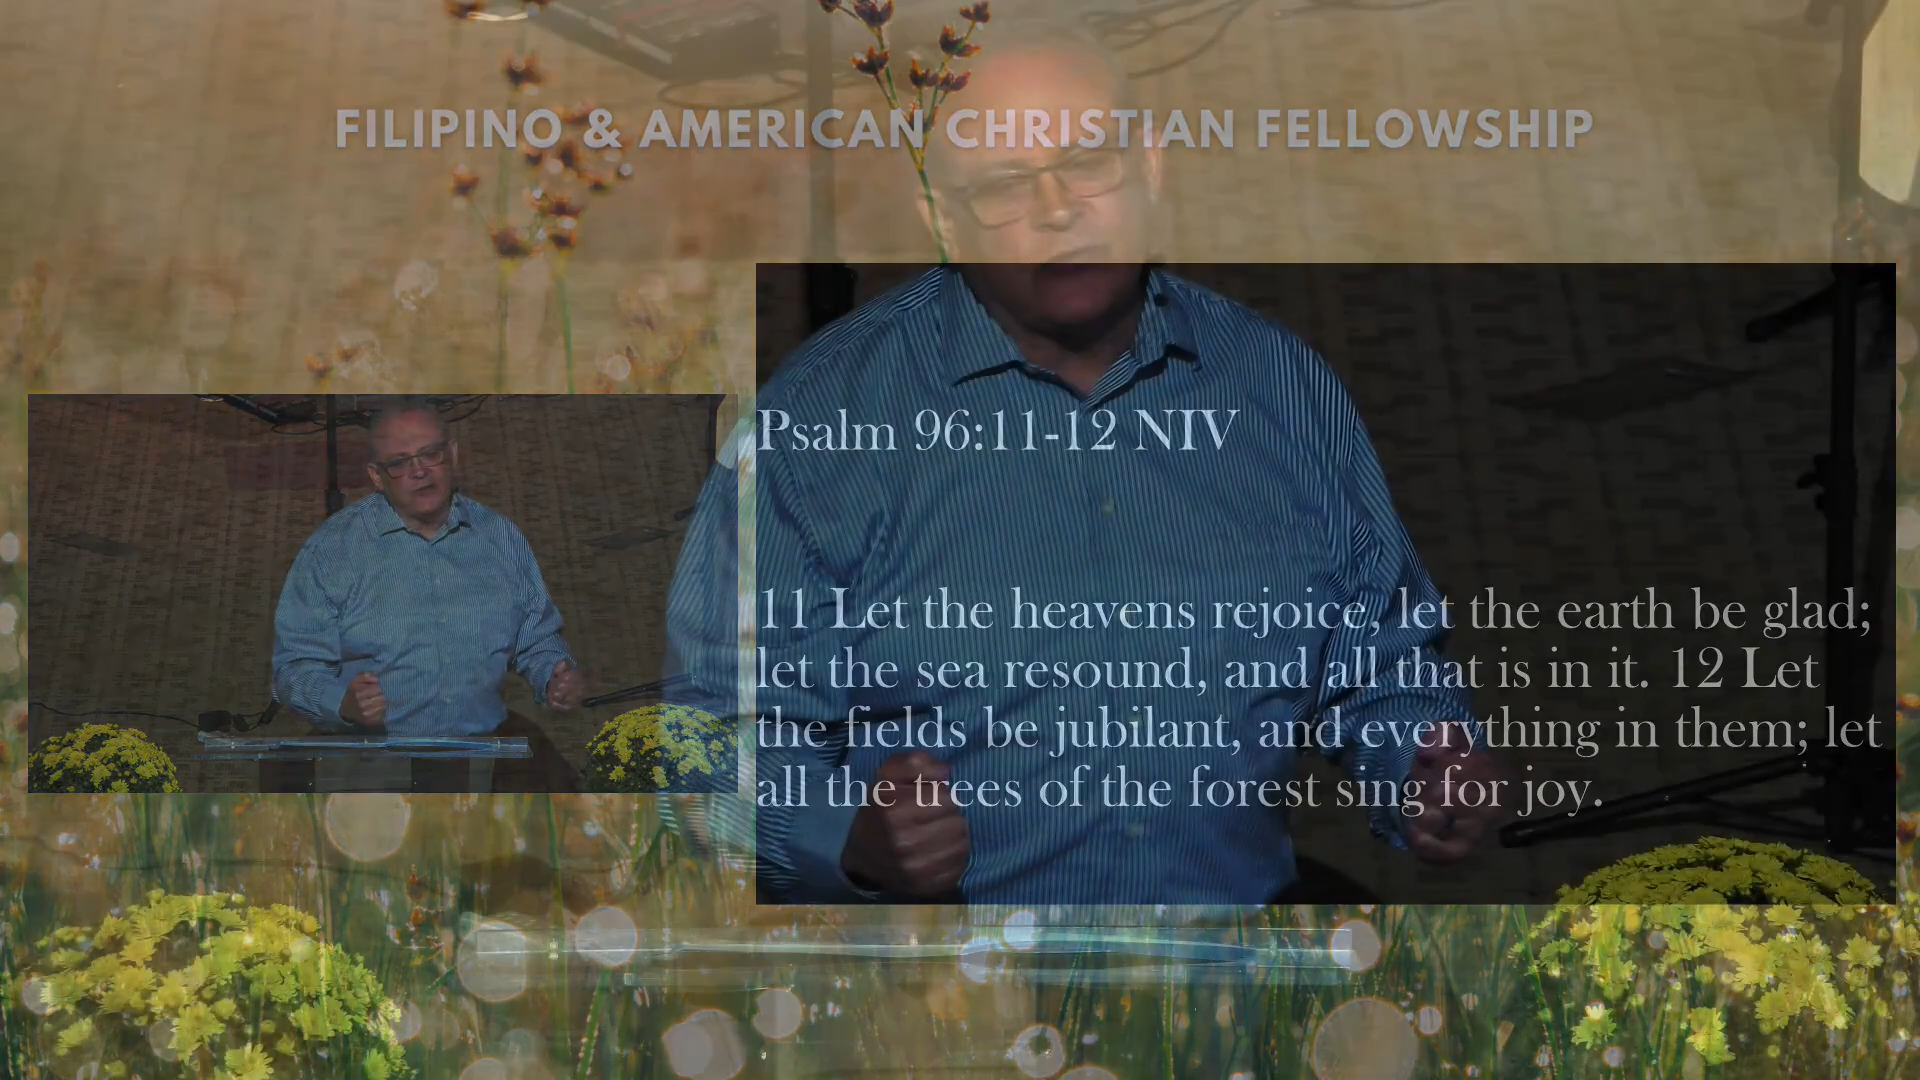 FILIPINO & AMERICAN CHRISTIAN FELLOWSHIP
Psalm 96:11-12 NIV
11 Let the heavens rejoice, let the earth be glad;
let the sea resound, and all that is in it. 12 Let
the fields be jubilant, and everything in them; let
all the trees of the forest sing for joy.